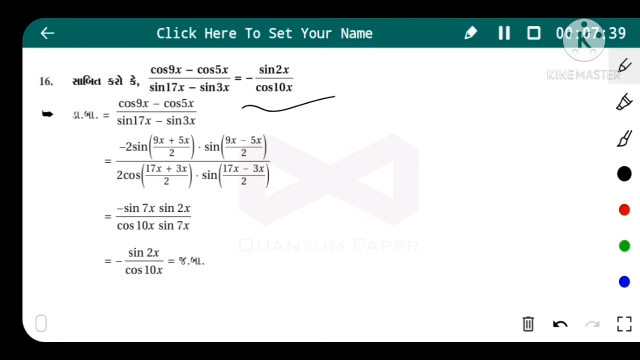 Click Here To Set Your Name
00:07:39
KINEMASTER
16. સાબિત કરો કે, (cos9x − cos5x)/(sin17x − sin3x) = − sin2x/cos10x
ડા.બા. = (cos9x − cos5x)/(sin17x − sin3x)
= (−2sin((9x + 5x)/2) · sin((9x − 5x)/2))/(2cos((17x + 3x)/2) · sin((17x − 3x)/2))
= (−sin 7x sin 2x)/(cos 10x sin 7x)
= − sin 2x/cos 10x = જ.બા.
QUANTUM PAPER